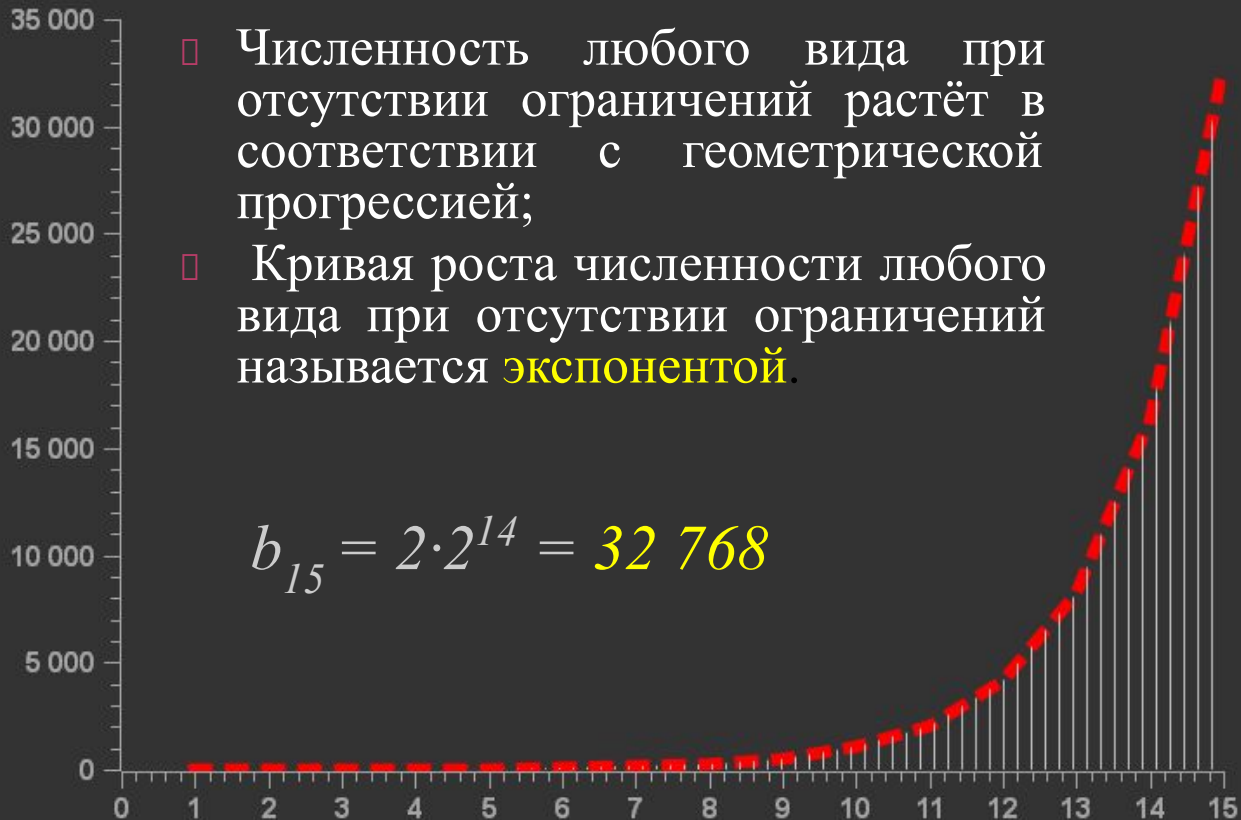 35 000
30 000
25 000
20 000
15 000
10 000
5 000
0
Численность любого вида при
отсутствии ограничений растёт в
соответствии с геометрической
прогрессией;
Кривая роста численности любого
вида при отсутствии ограничений
называется экспонентой.
b₁₅ = 2·2¹⁴ = 32 768
0 1 2 3 4 5 6 7 8 9 10 11 12 13 14 15